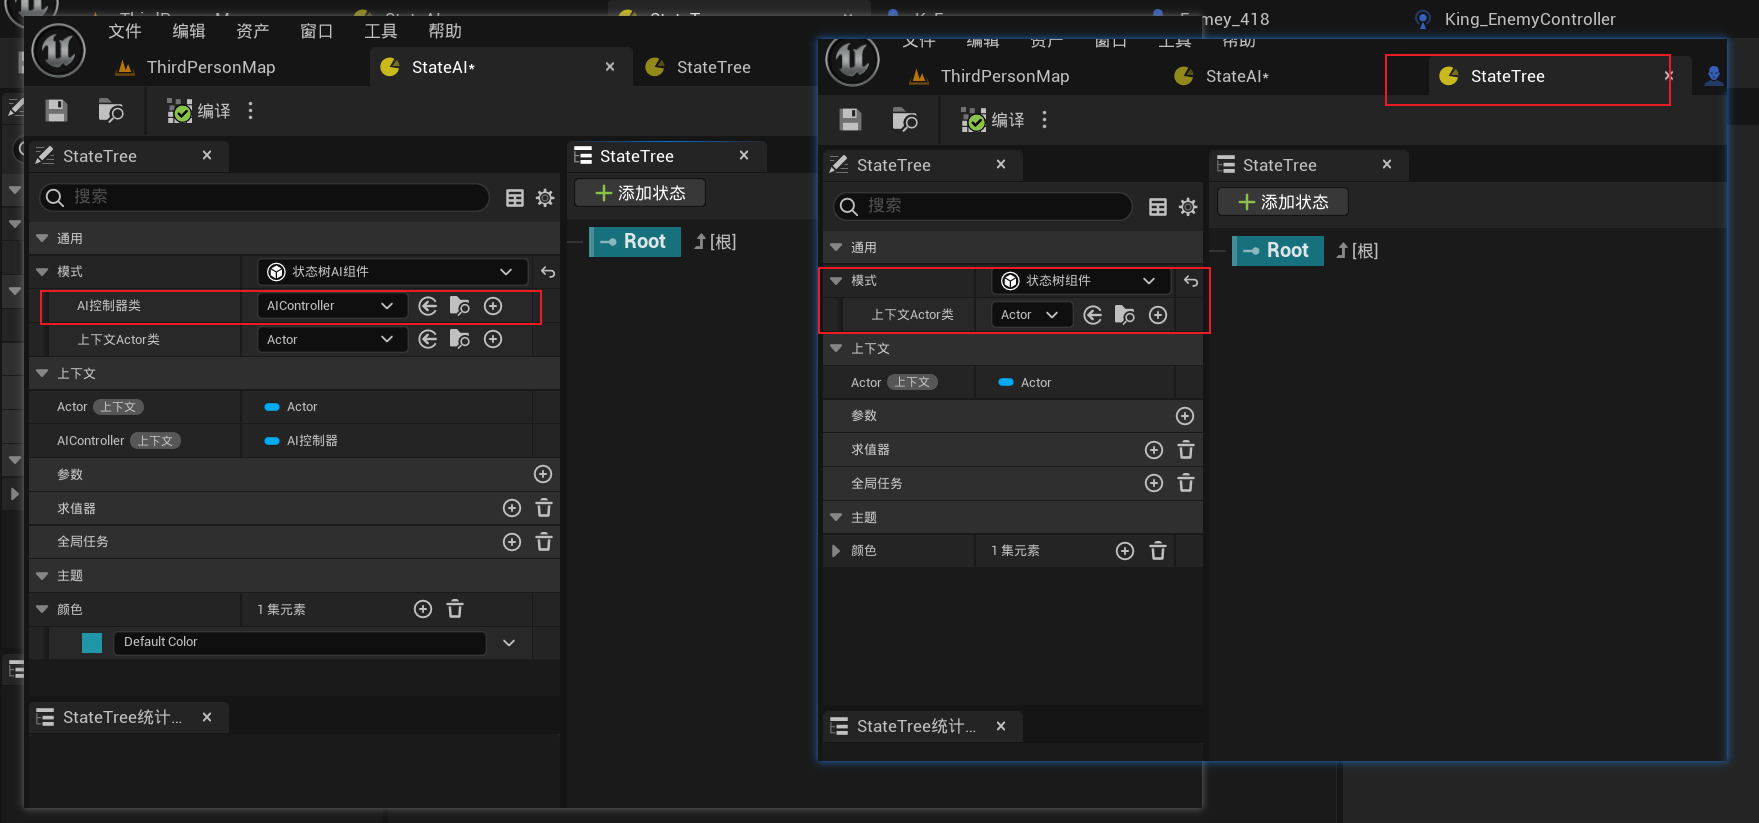 King_EnemyController
文件 编辑 资产 窗口 工具 帮助
ThirdPersonMap
StateAI*
StateTree
编译
StateTree
搜索
通用
模式
状态树AI组件
AI控制器类
AIController
上下文Actor类
Actor
上下文
Actor 上下文
Actor
AIController 上下文
AI控制器
参数
求值器
全局任务
主题
颜色
1 集元素
Default Color
StateTree统计...
StateTree
添加状态
Root
[根]
文件 编辑 资产 窗口 工具 帮助
ThirdPersonMap
StateAI*
StateTree
编译
StateTree
搜索
通用
模式
状态树组件
上下文Actor类
Actor
上下文
Actor 上下文
Actor
参数
求值器
全局任务
主题
颜色
1 集元素
StateTree统计...
StateTree
添加状态
Root
[根]